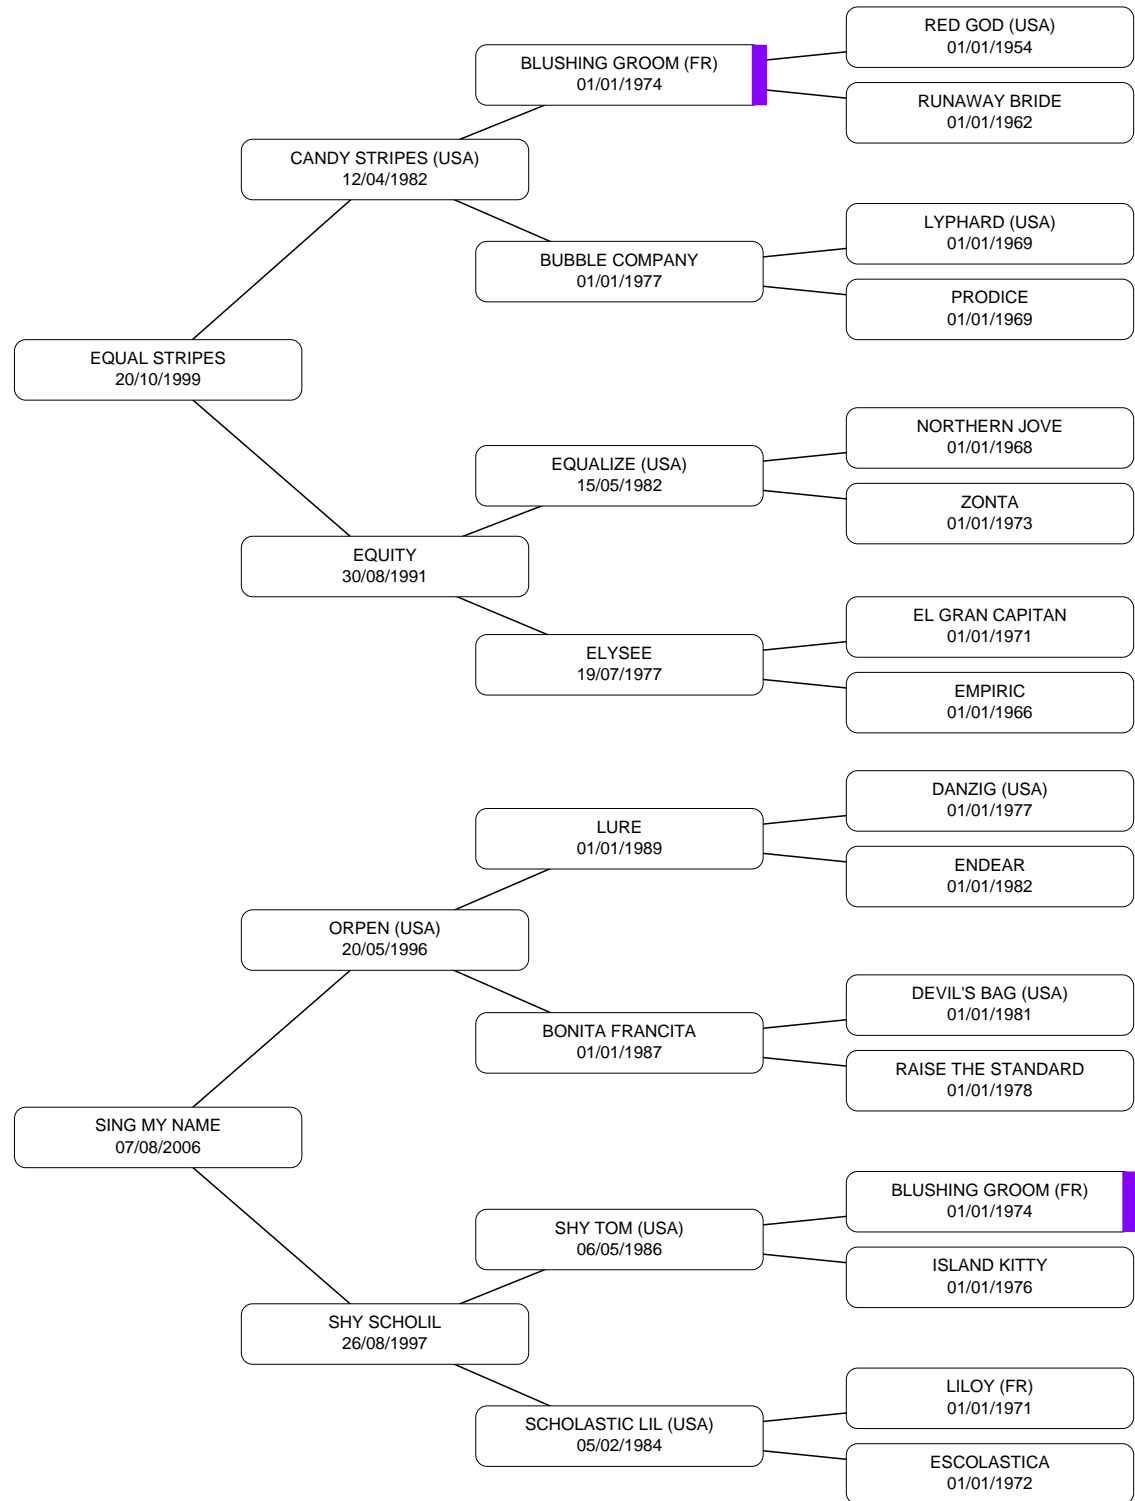 RED GOD (USA)
01/01/1954
BLUSHING GROOM (FR)
01/01/1974
RUNAWAY BRIDE
01/01/1962
CANDY STRIPES (USA)
12/04/1982
LYPHARD (USA)
01/01/1969
BUBBLE COMPANY
01/01/1977
PRODICE
01/01/1969
EQUAL STRIPES
20/10/1999
NORTHERN JOVE
01/01/1968
EQUALIZE (USA)
15/05/1982
ZONTA
01/01/1973
EQUITY
30/08/1991
EL GRAN CAPITAN
01/01/1971
ELYSEE
19/07/1977
EMPIRIC
01/01/1966
DANZIG (USA)
01/01/1977
LURE
01/01/1989
ENDEAR
01/01/1982
ORPEN (USA)
20/05/1996
DEVIL'S BAG (USA)
01/01/1981
BONITA FRANCITA
01/01/1987
RAISE THE STANDARD
01/01/1978
SING MY NAME
07/08/2006
BLUSHING GROOM (FR)
01/01/1974
SHY TOM (USA)
06/05/1986
ISLAND KITTY
01/01/1976
SHY SCHOLIL
26/08/1997
LILOY (FR)
01/01/1971
SCHOLASTIC LIL (USA)
05/02/1984
ESCOLASTICA
01/01/1972